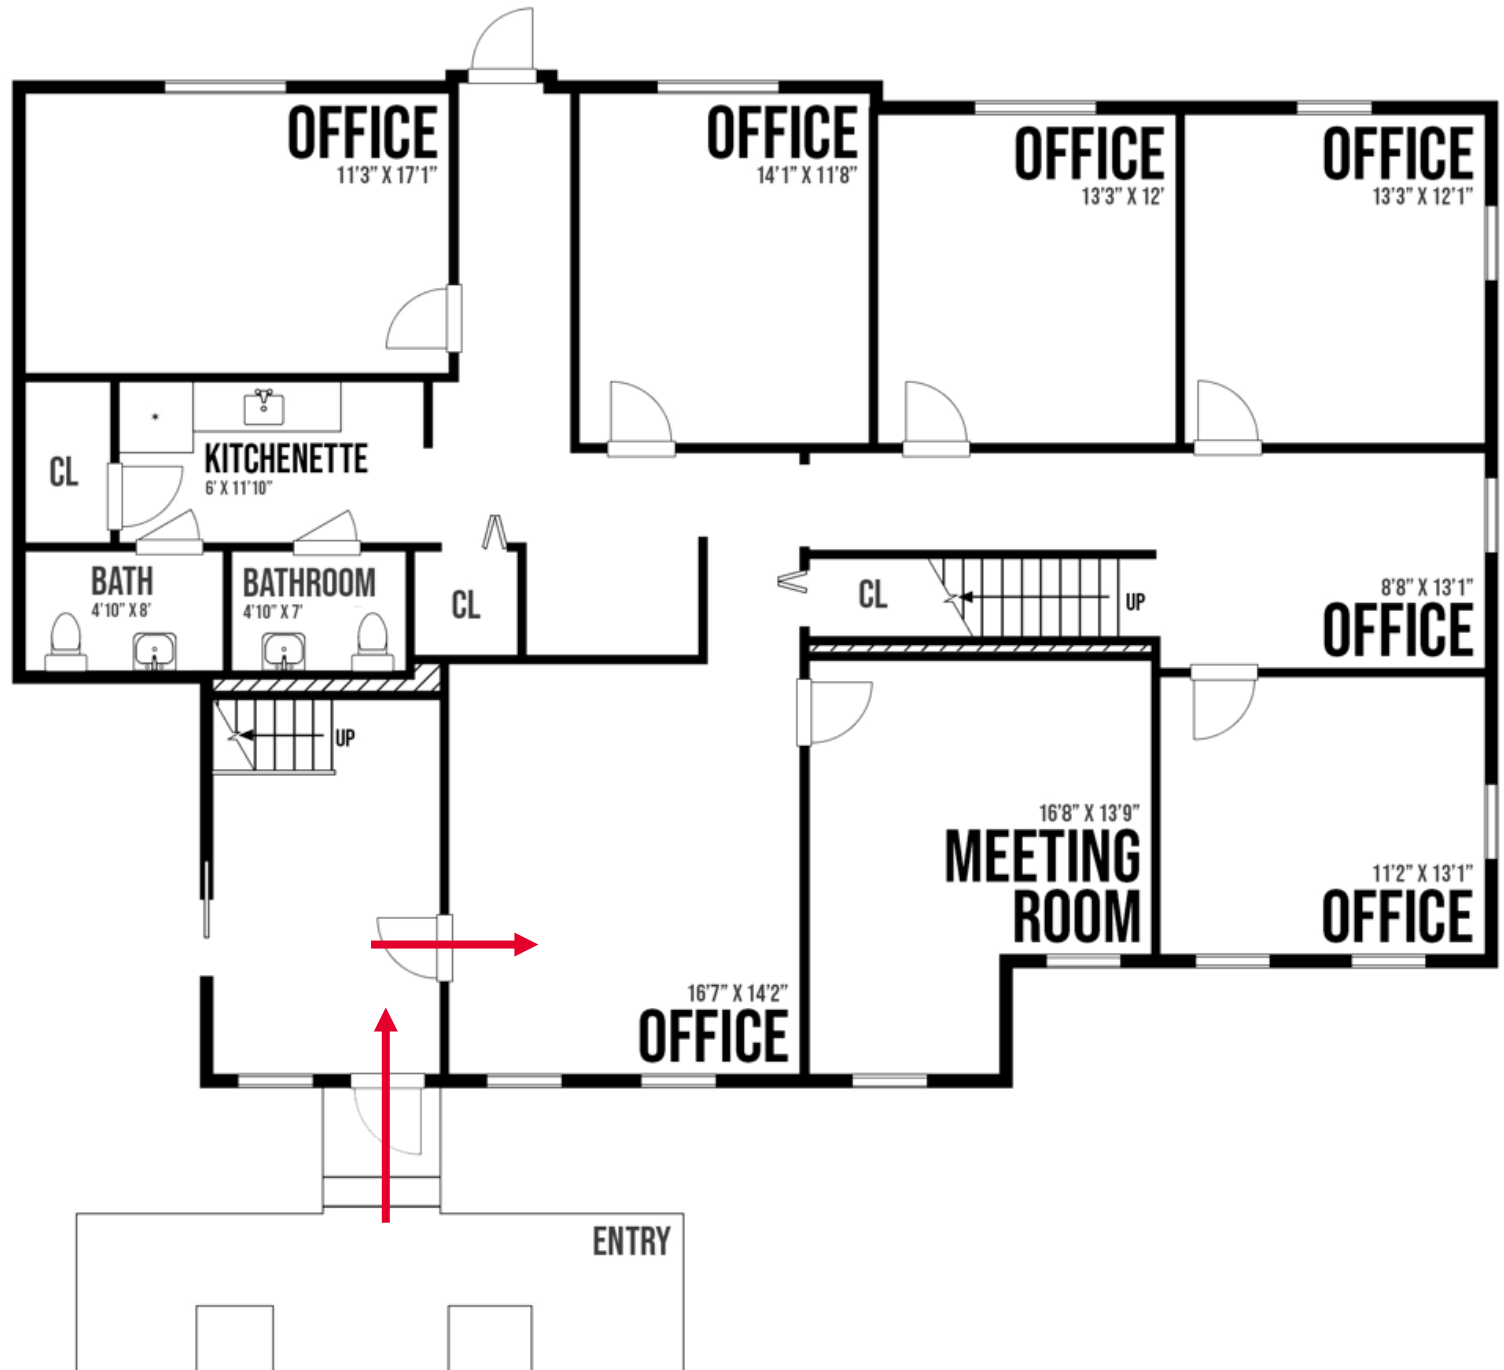 OFFICE
11'3" X 17'1"
OFFICE
14'1" X 11'8"
OFFICE
13'3" X 12'
OFFICE
13'3" X 12'1"
CL
KITCHENETTE
6' X 11'10"
BATH
4'10" X 8'
BATHROOM
4'10" X 7'
CL
CL
UP
8'8" X 13'1"
OFFICE
UP
16'8" X 13'9"
MEETING
ROOM
11'2" X 13'1"
OFFICE
16'7" X 14'2"
OFFICE
ENTRY